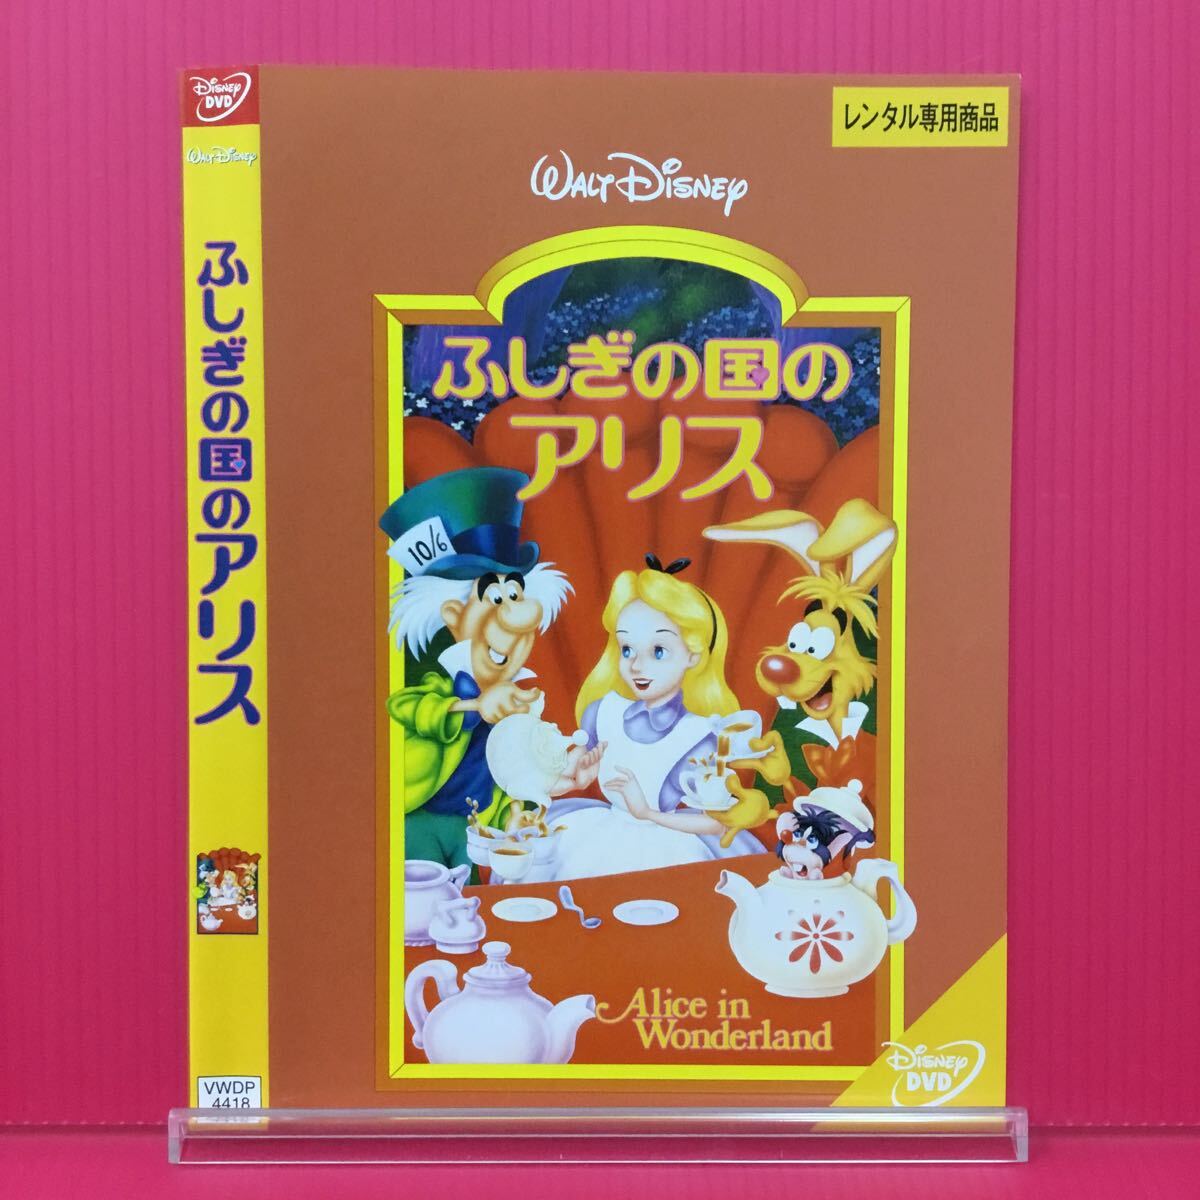 DISNEY
DVD
WALT DISNEY
ふしぎの国のアリス
VWDP
4418
レンタル専用商品
WALT DISNEY
ふしぎの国の
アリス
10/6
Alice in
Wonderland
DISNEY
DVD